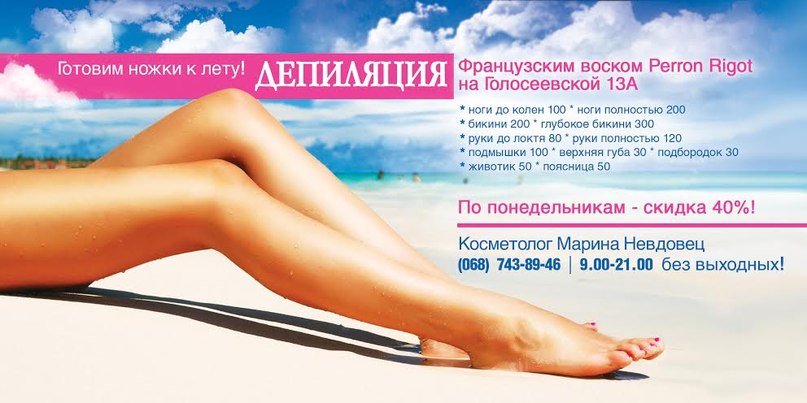 Готовим ножки к лету! ДЕПИЛЯЦИЯ
Французским воском Perron Rigot
на Голосеевской 13А
* ноги до колен 100 * ноги полностью 200
* бикини 200 * глубокое бикини 300
* руки до локтя 80 * руки полностью 120
* подмышки 100 * верхняя губа 30 * подбородок 30
* животик 50 * поясница 50
По понедельникам - скидка 40%!
Косметолог Марина Невдовец
(068) 743-89-46 | 9.00-21.00 без выходных!